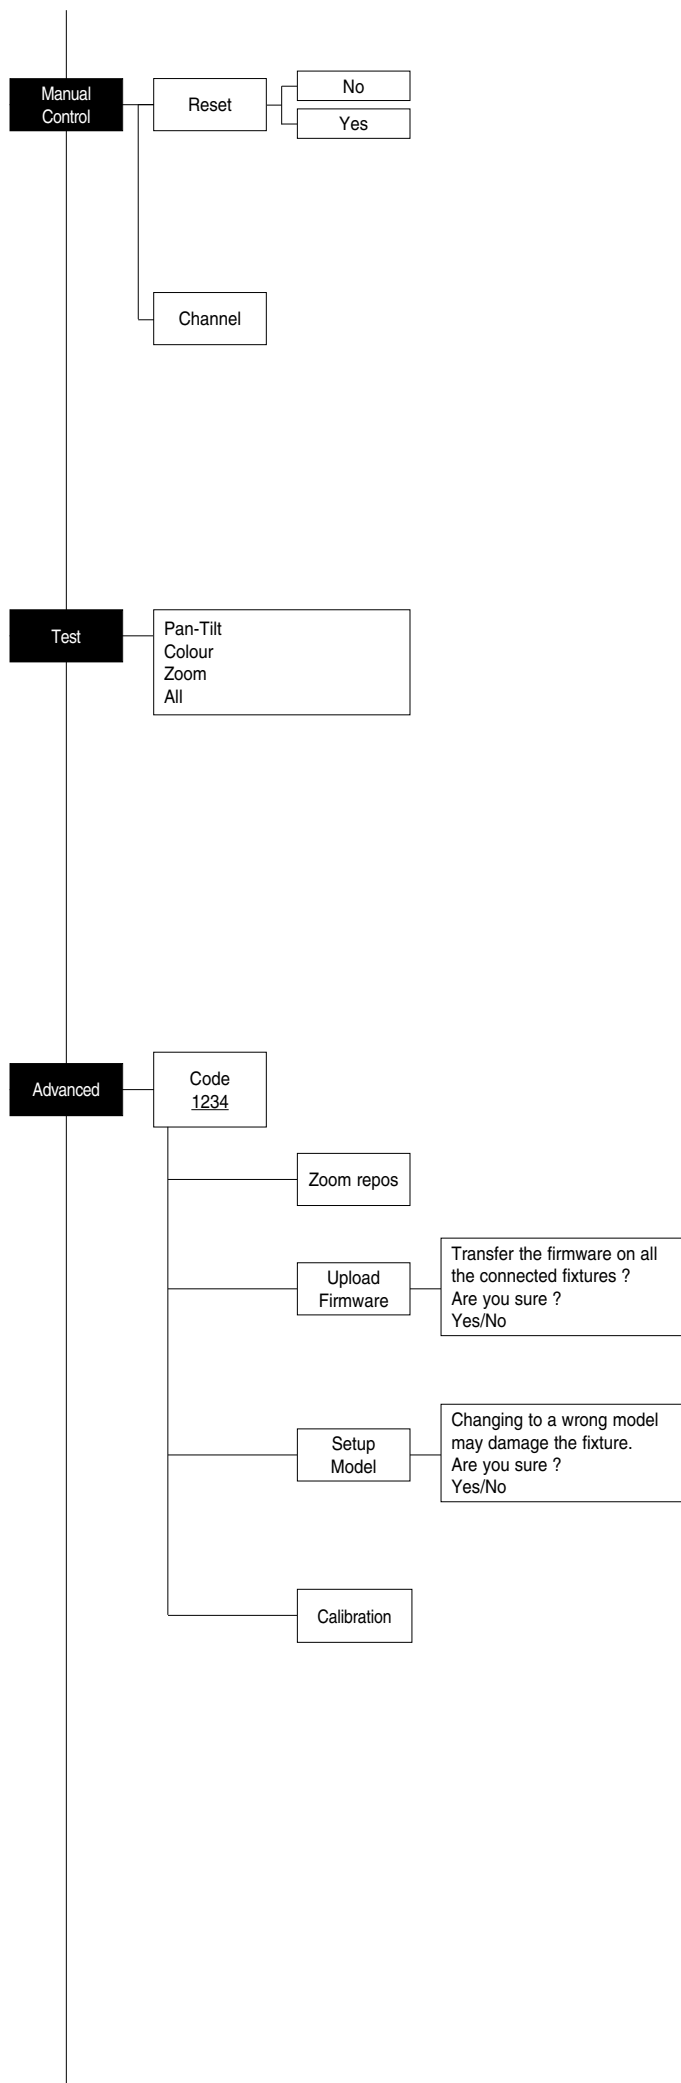 Manual
Control
Reset
No
Yes
Channel
Test
Pan-Tilt
Colour
Zoom
All
Advanced
Code
1234
Zoom repos
Upload
Firmware
Transfer the firmware on all
the connected fixtures ?
Are you sure ?
Yes/No
Setup
Model
Changing to a wrong model
may damage the fixture.
Are you sure ?
Yes/No
Calibration